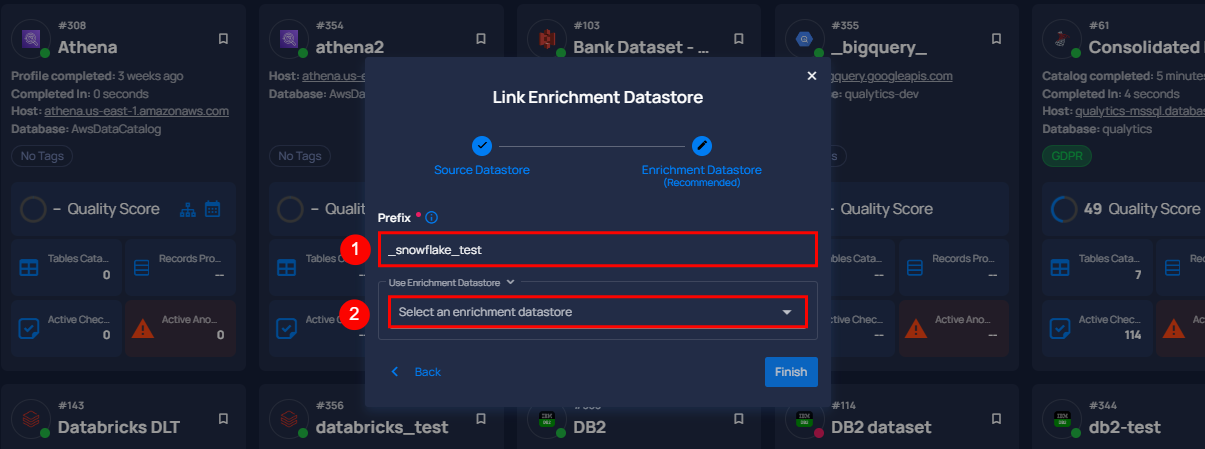 #308
Athena
Profile completed: 3 weeks ago
Completed In: 0 seconds
Host: athena.us-east-1.amazonaws.com
Database: AwsDataCatalog
No Tags
– Quality Score
Tables Cata...
0
Records Pro...
--
Active Chec...
0
Active Ano...
0
#354
athena2
Host: athena.us-e
Database: AwsDa
No Tags
– Qualit
Tables C
Active C
#103
Bank Dataset - ...
#355
_bigquery_
gquery.googleapis.com
qualytics-dev
Quality Score
Tables Cata...
--
Records Pro...
--
Active Chec...
--
Active Ano...
--
#61
Consolidated
Catalog completed: 5 minutes
Completed In: 4 seconds
Host: qualytics-mssql.databas
Database: qualytics
GDPR
49 Quality Score
Tables Cata...
7
Records
Active Chec...
114
Active
Link Enrichment Datastore
Source Datastore
Enrichment Datastore
(Recommended)
Prefix
1
_snowflake_test
Use Enrichment Datastore
2
Select an enrichment datastore
Back
Finish
#143
Databricks DLT
#356
databricks_test
DB2
#114
DB2 dataset
#344
db2-test